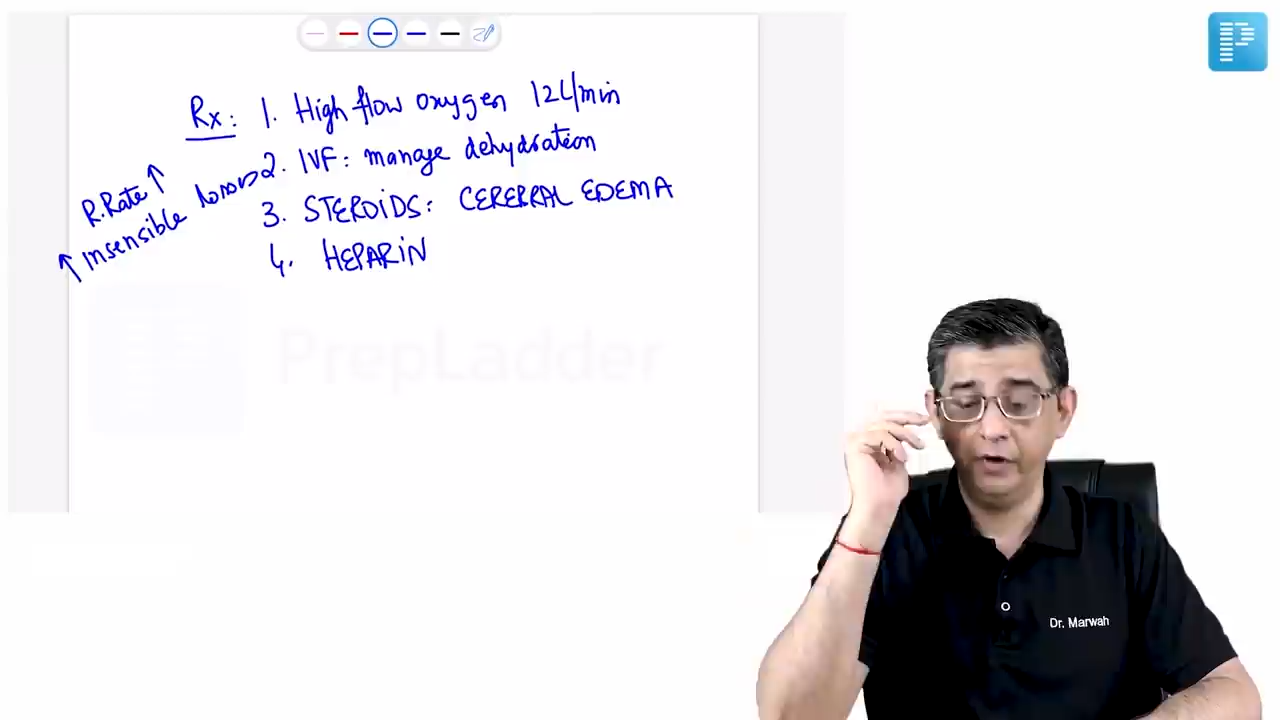 Rx: 1. High flow oxygen 12L/min
2. IVF: manage dehydration
R.Rate ↑
↑ Insensible losses
3. STEROIDS: CEREBRAL EDEMA
4. HEPARIN
PrepLadder
Dr. Marwah